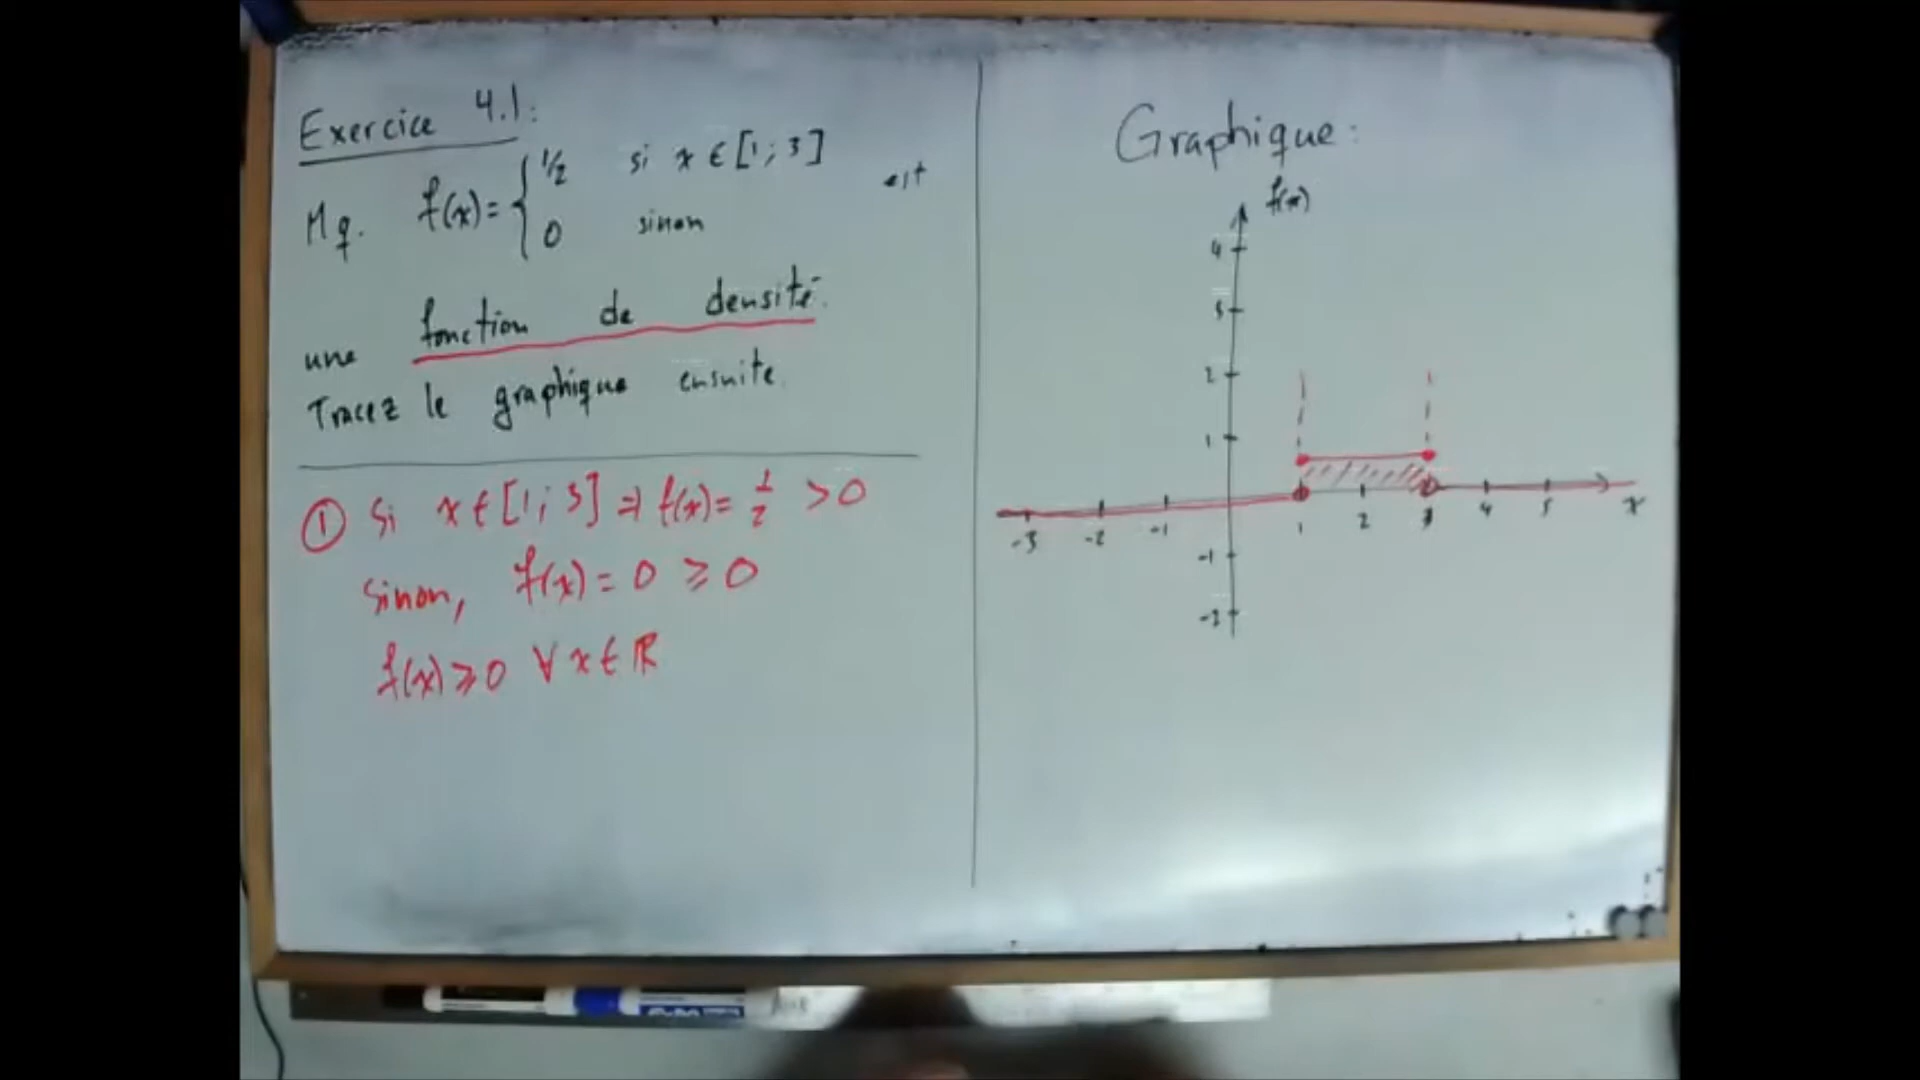 Exercice 4.1:
Mq. f(x) = { 1/2 si x ∈ [1 ; 3] est
0 sinon
une fonction de densité.
Tracez le graphique ensuite.
① Si x ∈ [1 ; 3] ⇒ f(x) = 1/2 > 0
Sinon, f(x) = 0 ≥ 0
f(x) ≥ 0 ∀ x ∈ ℝ
Graphique:
f(x)
4
3
2
1
-3 -2 -1 1 2 3 4 5 x
-1
-2